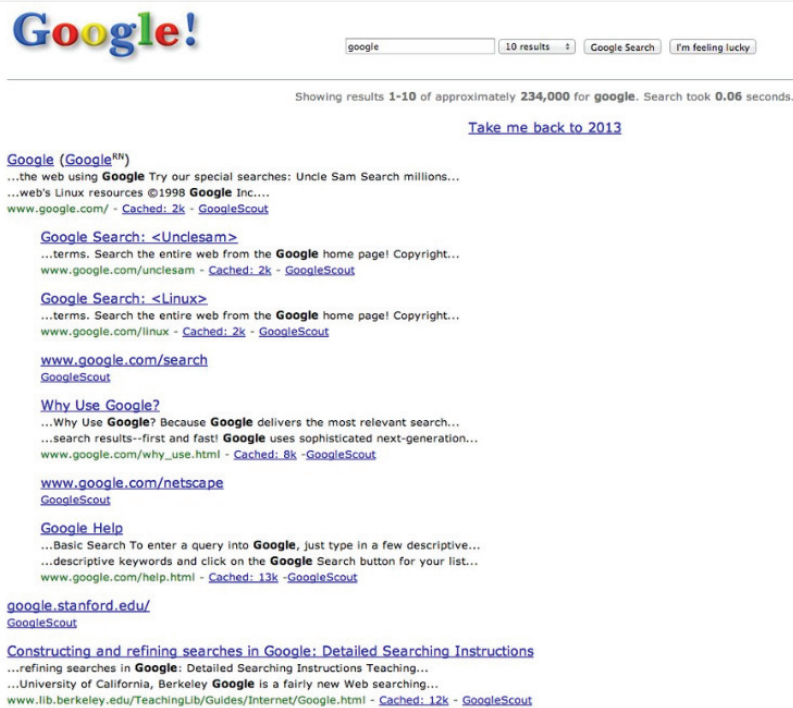 Google!
google
10 results
Google Search
I'm feeling lucky
Showing results 1-10 of approximately 234,000 for google. Search took 0.06 seconds.
Take me back to 2013
Google (GoogleRN)
...the web using Google Try our special searches: Uncle Sam Search millions...
...web's Linux resources ©1998 Google Inc....
www.google.com/ - Cached: 2k - GoogleScout
Google Search: <Unclesam>
...terms. Search the entire web from the Google home page! Copyright...
www.google.com/unclesam - Cached: 2k - GoogleScout
Google Search: <Linux>
...terms. Search the entire web from the Google home page! Copyright...
www.google.com/linux - Cached: 2k - GoogleScout
www.google.com/search
GoogleScout
Why Use Google?
...Why Use Google? Because Google delivers the most relevant search...
...search results--first and fast! Google uses sophisticated next-generation...
www.google.com/why_use.html - Cached: 8k -GoogleScout
www.google.com/netscape
GoogleScout
Google Help
...Basic Search To enter a query into Google, just type in a few descriptive...
...descriptive keywords and click on the Google Search button for your list...
www.google.com/help.html - Cached: 13k -GoogleScout
google.stanford.edu/
GoogleScout
Constructing and refining searches in Google: Detailed Searching Instructions
...refining searches in Google: Detailed Searching Instructions Teaching...
...University of California, Berkeley Google is a fairly new Web searching...
www.lib.berkeley.edu/TeachingLib/Guides/Internet/Google.html - Cached: 12k - GoogleScout